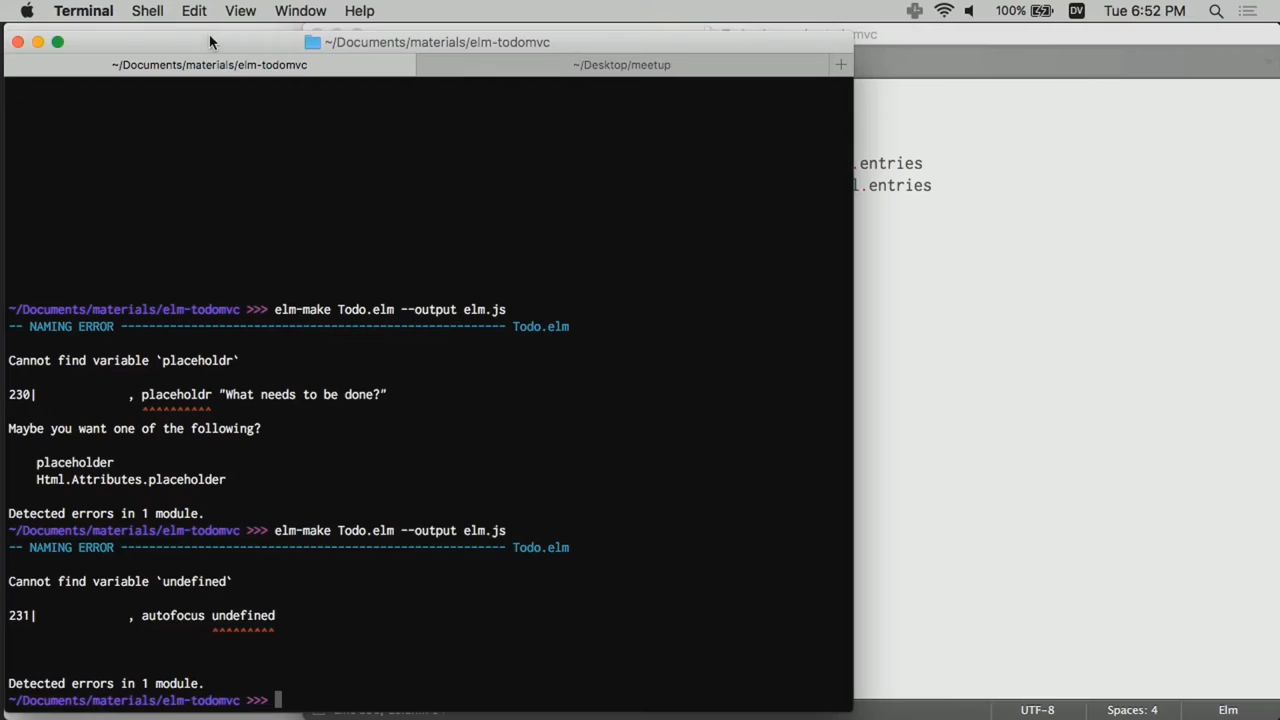 Terminal Shell Edit View Window Help 100% DV Tue 6:52 PM
~/Documents/materials/elm-todomvc
~/Documents/materials/elm-todomvc ~/Desktop/meetup +
.entries
l.entries
~/Documents/materials/elm-todomvc >>> elm-make Todo.elm --output elm.js
-- NAMING ERROR ------------------------------------------------- Todo.elm
Cannot find variable `placeholdr`
230| , placeholdr "What needs to be done?"
^^^^^^^^^^
Maybe you want one of the following?
placeholder
Html.Attributes.placeholder
Detected errors in 1 module.
~/Documents/materials/elm-todomvc >>> elm-make Todo.elm --output elm.js
-- NAMING ERROR ------------------------------------------------- Todo.elm
Cannot find variable `undefined`
231| , autofocus undefined
^^^^^^^^^
Detected errors in 1 module.
~/Documents/materials/elm-todomvc >>>
UTF-8 Spaces: 4 Elm